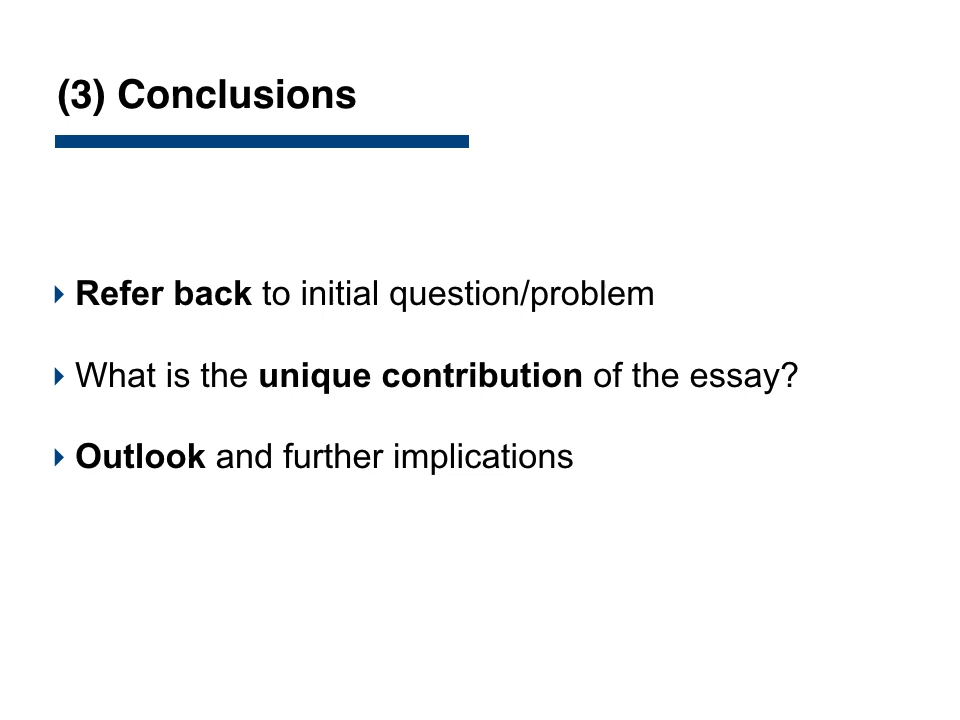 (3) Conclusions
Refer back to initial question/problem
What is the unique contribution of the essay?
Outlook and further implications